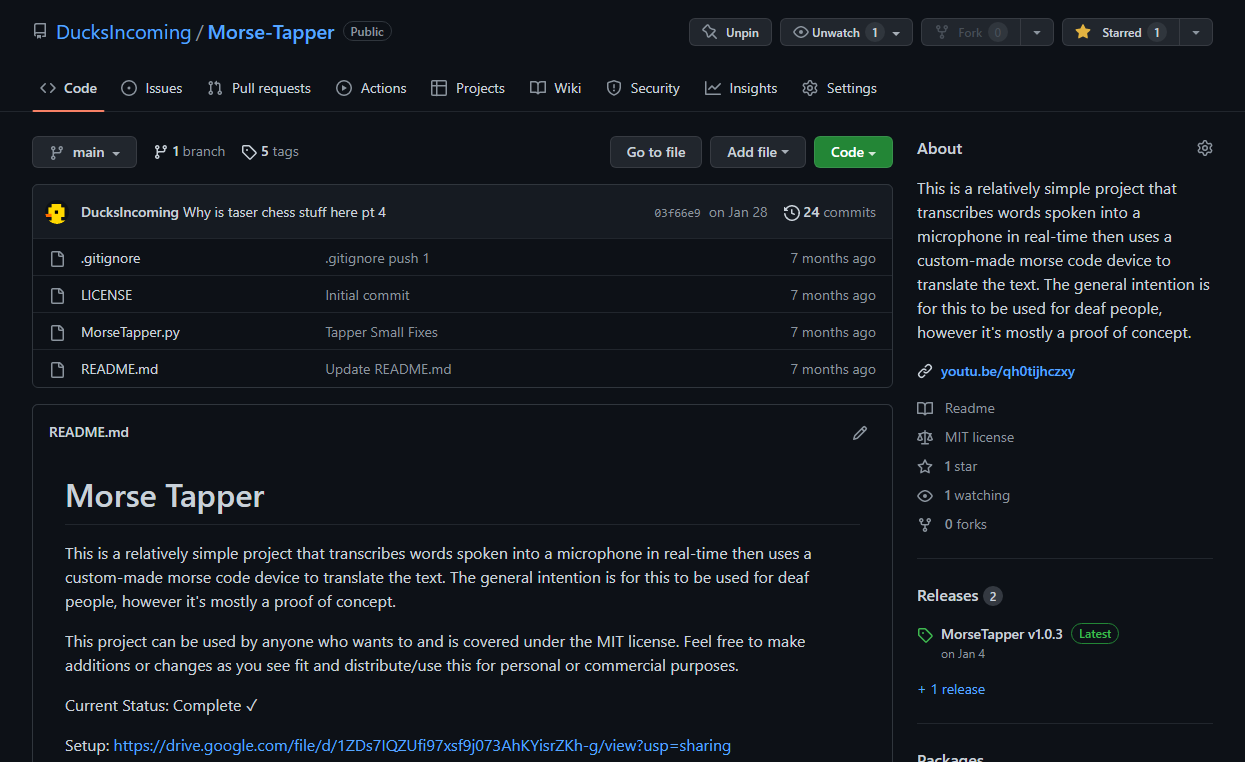 DucksIncoming / Morse-Tapper Public
Unpin Unwatch 1 Fork 0 Starred 1
Code Issues Pull requests Actions Projects Wiki Security Insights Settings
main 1 branch 5 tags Go to file Add file Code
DucksIncoming Why is taser chess stuff here pt 4 03f66e9 on Jan 28 24 commits
.gitignore .gitignore push 1 7 months ago
LICENSE Initial commit 7 months ago
MorseTapper.py Tapper Small Fixes 7 months ago
README.md Update README.md 7 months ago
README.md
Morse Tapper
This is a relatively simple project that transcribes words spoken into a microphone in real-time then uses a
custom-made morse code device to translate the text. The general intention is for this to be used for deaf
people, however it's mostly a proof of concept.
This project can be used by anyone who wants to and is covered under the MIT license. Feel free to make
additions or changes as you see fit and distribute/use this for personal or commercial purposes.
Current Status: Complete ✓
Setup: https://drive.google.com/file/d/1ZDs7IQZUfi97xsf9j073AhKYisrZKh-g/view?usp=sharing
About
This is a relatively simple project that
transcribes words spoken into a
microphone in real-time then uses a
custom-made morse code device to
translate the text. The general intention is
for this to be used for deaf people,
however it's mostly a proof of concept.
youtu.be/qh0tijhczxy
Readme
MIT license
1 star
1 watching
0 forks
Releases 2
MorseTapper v1.0.3 Latest
on Jan 4
+ 1 release
Packages